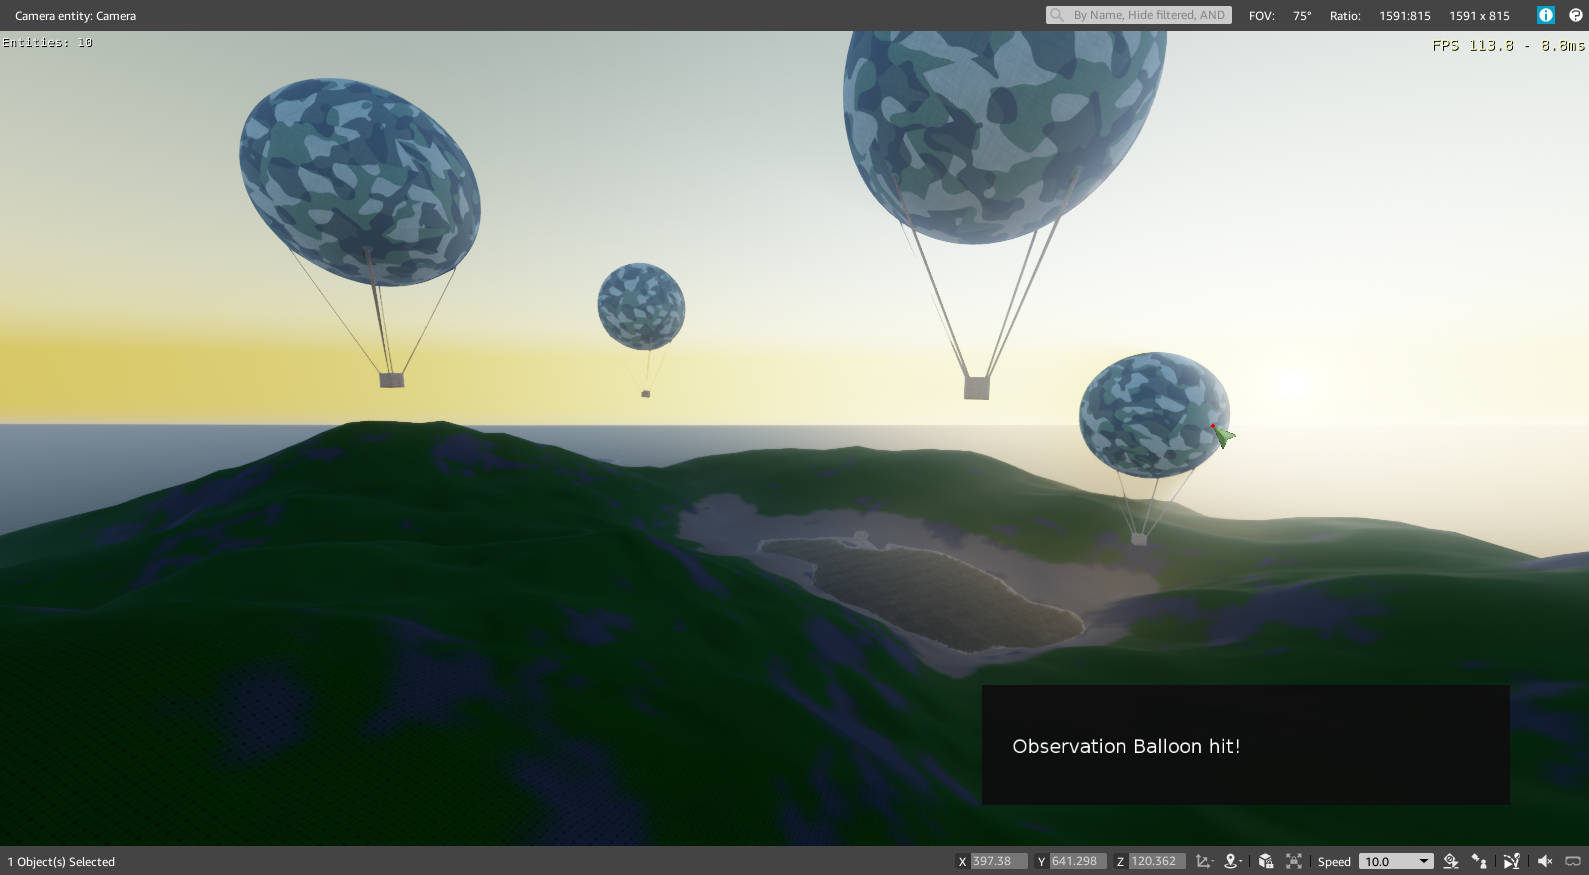 Camera entity: Camera
By Name, Hide filtered, AND
FOV: 75° Ratio: 1591:815 1591 x 815
Entities: 10
FPS 113.8 - 8.8ms
Observation Balloon hit!
1 Object(s) Selected
X 397.38 Y 641.298 Z 120.362 Speed 10.0